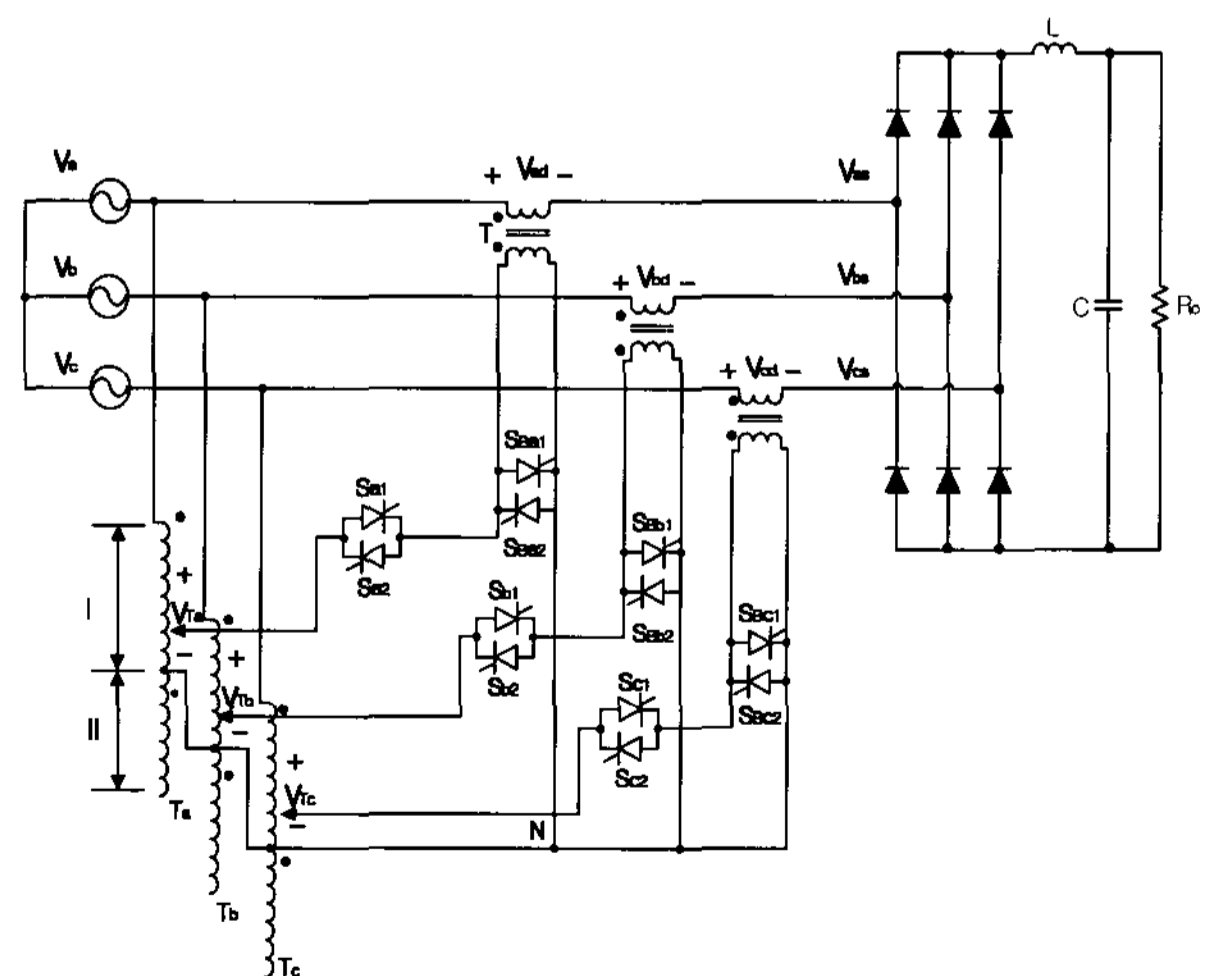 L
Va
+ Vad −
Vas
T
Vb
+ Vbd −
Vbs
C
Ro
Vc
+ Vcd −
Vcs
SBa1
Sa1
SBb1
SBa2
Sa2
I
+
Sb1
SBc1
VTa
SBb2
−
+
Sb2
Sc1
VTb
SBc2
II
−
+
Sc2
VTc
−
N
Ta
Tb
Tc